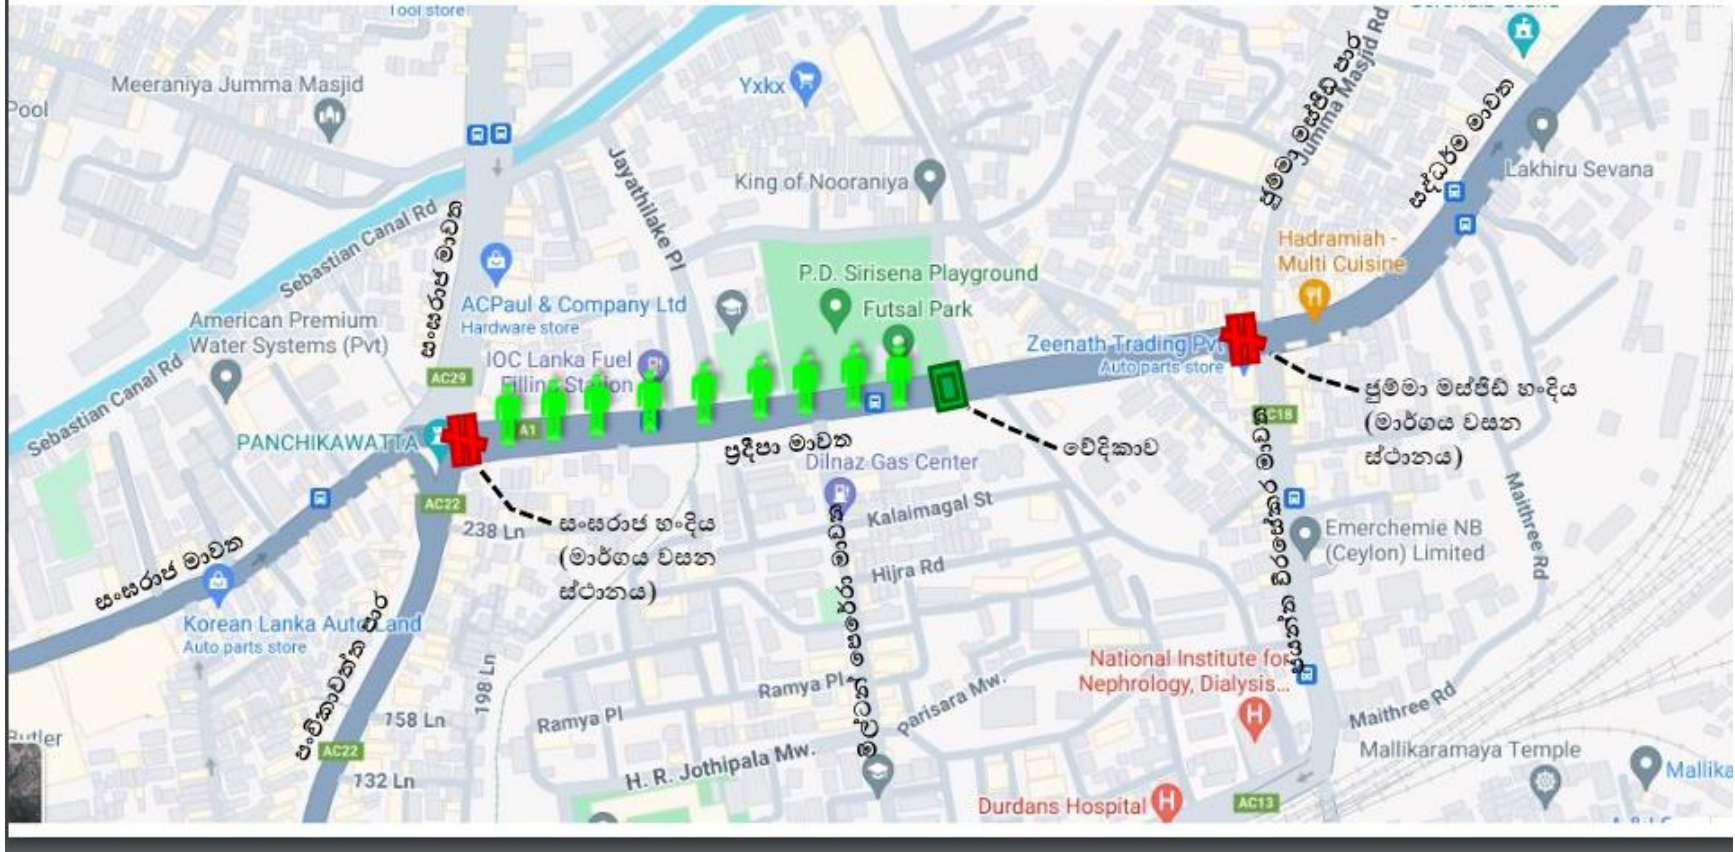 Tool store
Meeraniya Jumma Masjid
Pool
Yxkx
Jayathilake Pl
King of Nooraniya
Jumma Masjid Rd
ජුම්මා මස්ජිඩ් පාර
සද්ධර්ම මාවත
Lakhiru Sevana
Sebastian Canal Rd
සංඝරාජ මාවත
ACPaul & Company Ltd
Hardware store
P.D. Sirisena Playground
Futsal Park
Hadramiah -
Multi Cuisine
American Premium
Water Systems (Pvt)
IOC Lanka Fuel
Filling Station
Zeenath Trading Pvt
Auto parts store
Sebastian Canal Rd
AC29
A1
PANCHIKAWATTA
ප්‍රදීපා මාවත
Dilnaz Gas Center
වේදිකාව
ජුම්මා මස්ජිඩ් හංදිය
(මාර්ගය වසන
ස්ථානය)
AC18
AC22
238 Ln
සංඝරාජ හංදිය
(මාර්ගය වසන
ස්ථානය)
Kalaimagal St
Hijra Rd
Emerchemie NB
(Ceylon) Limited
Maithree Rd
සංඝරාජ මාවත
Korean Lanka Auto Land
Auto parts store
පංචිකාවත්ත පාර
198 Ln
158 Ln
AC22
132 Ln
Ramya Pl
Ramya Pl
Parisara Mw.
H. R. Jothipala Mw.
National Institute for
Nephrology, Dialysis...
Maithree Rd
Mallikaramaya Temple
Mallika
Durdans Hospital
AC13
Butler